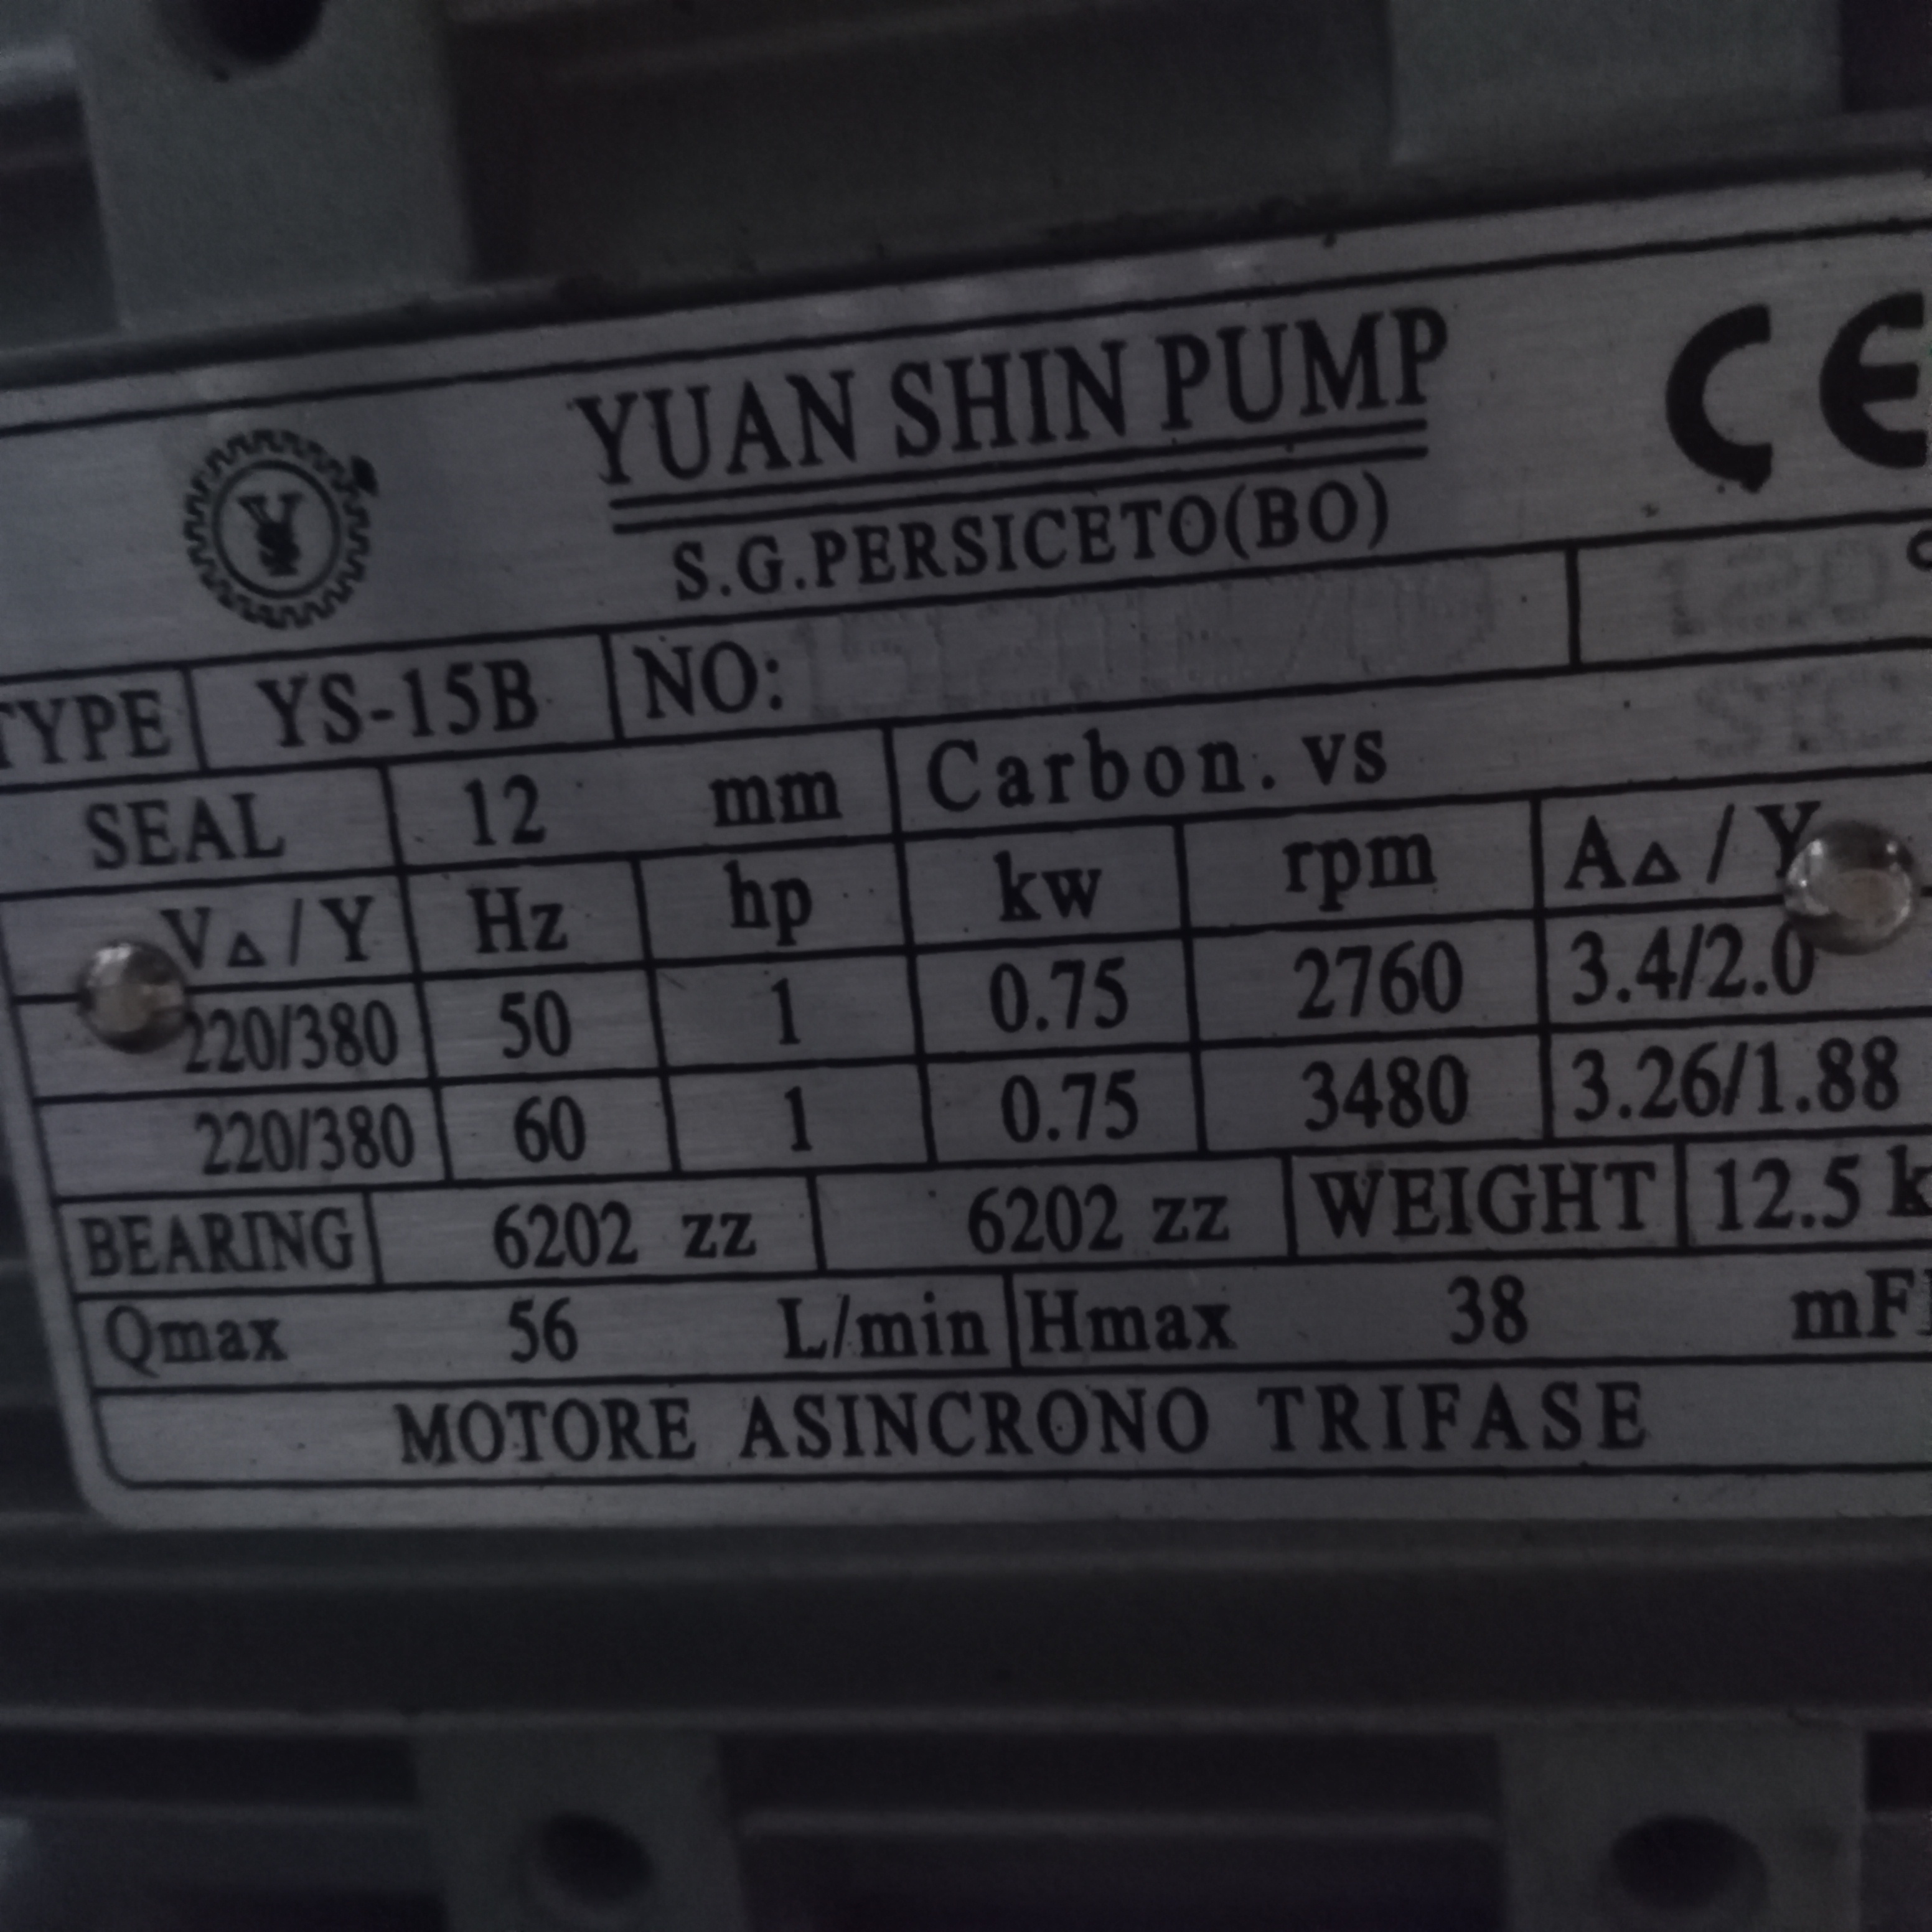 YUAN SHIN PUMP
CE
S.G.PERSICETO(BO)
TYPE YS-15B NO:
SEAL 12 mm Carbon. vs
V△/Y Hz hp kw rpm A△/Y
220/380 50 1 0.75 2760 3.4/2.0
220/380 60 1 0.75 3480 3.26/1.88
BEARING 6202 zz 6202 zz WEIGHT 12.5 k
Qmax 56 L/min Hmax 38
MOTORE ASINCRONO TRIFASE